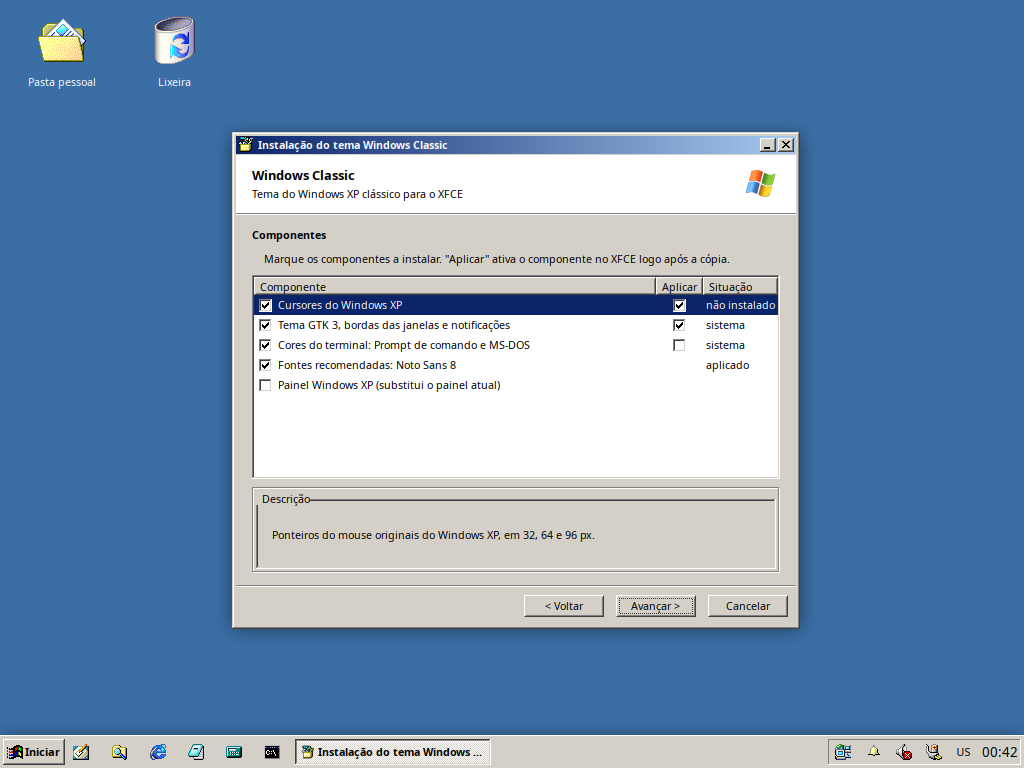 Pasta pessoal
Lixeira
Instalação do tema Windows Classic
Windows Classic
Tema do Windows XP clássico para o XFCE
Componentes
Marque os componentes a instalar. "Aplicar" ativa o componente no XFCE logo após a cópia.
Componente Aplicar Situação
Cursores do Windows XP não instalado
Tema GTK 3, bordas das janelas e notificações sistema
Cores do terminal: Prompt de comando e MS-DOS sistema
Fontes recomendadas: Noto Sans 8 aplicado
Painel Windows XP (substitui o painel atual)
Descrição
Ponteiros do mouse originais do Windows XP, em 32, 64 e 96 px.
< Voltar Avançar > Cancelar
Iniciar C:\ Instalação do tema Windows ... US 00:42